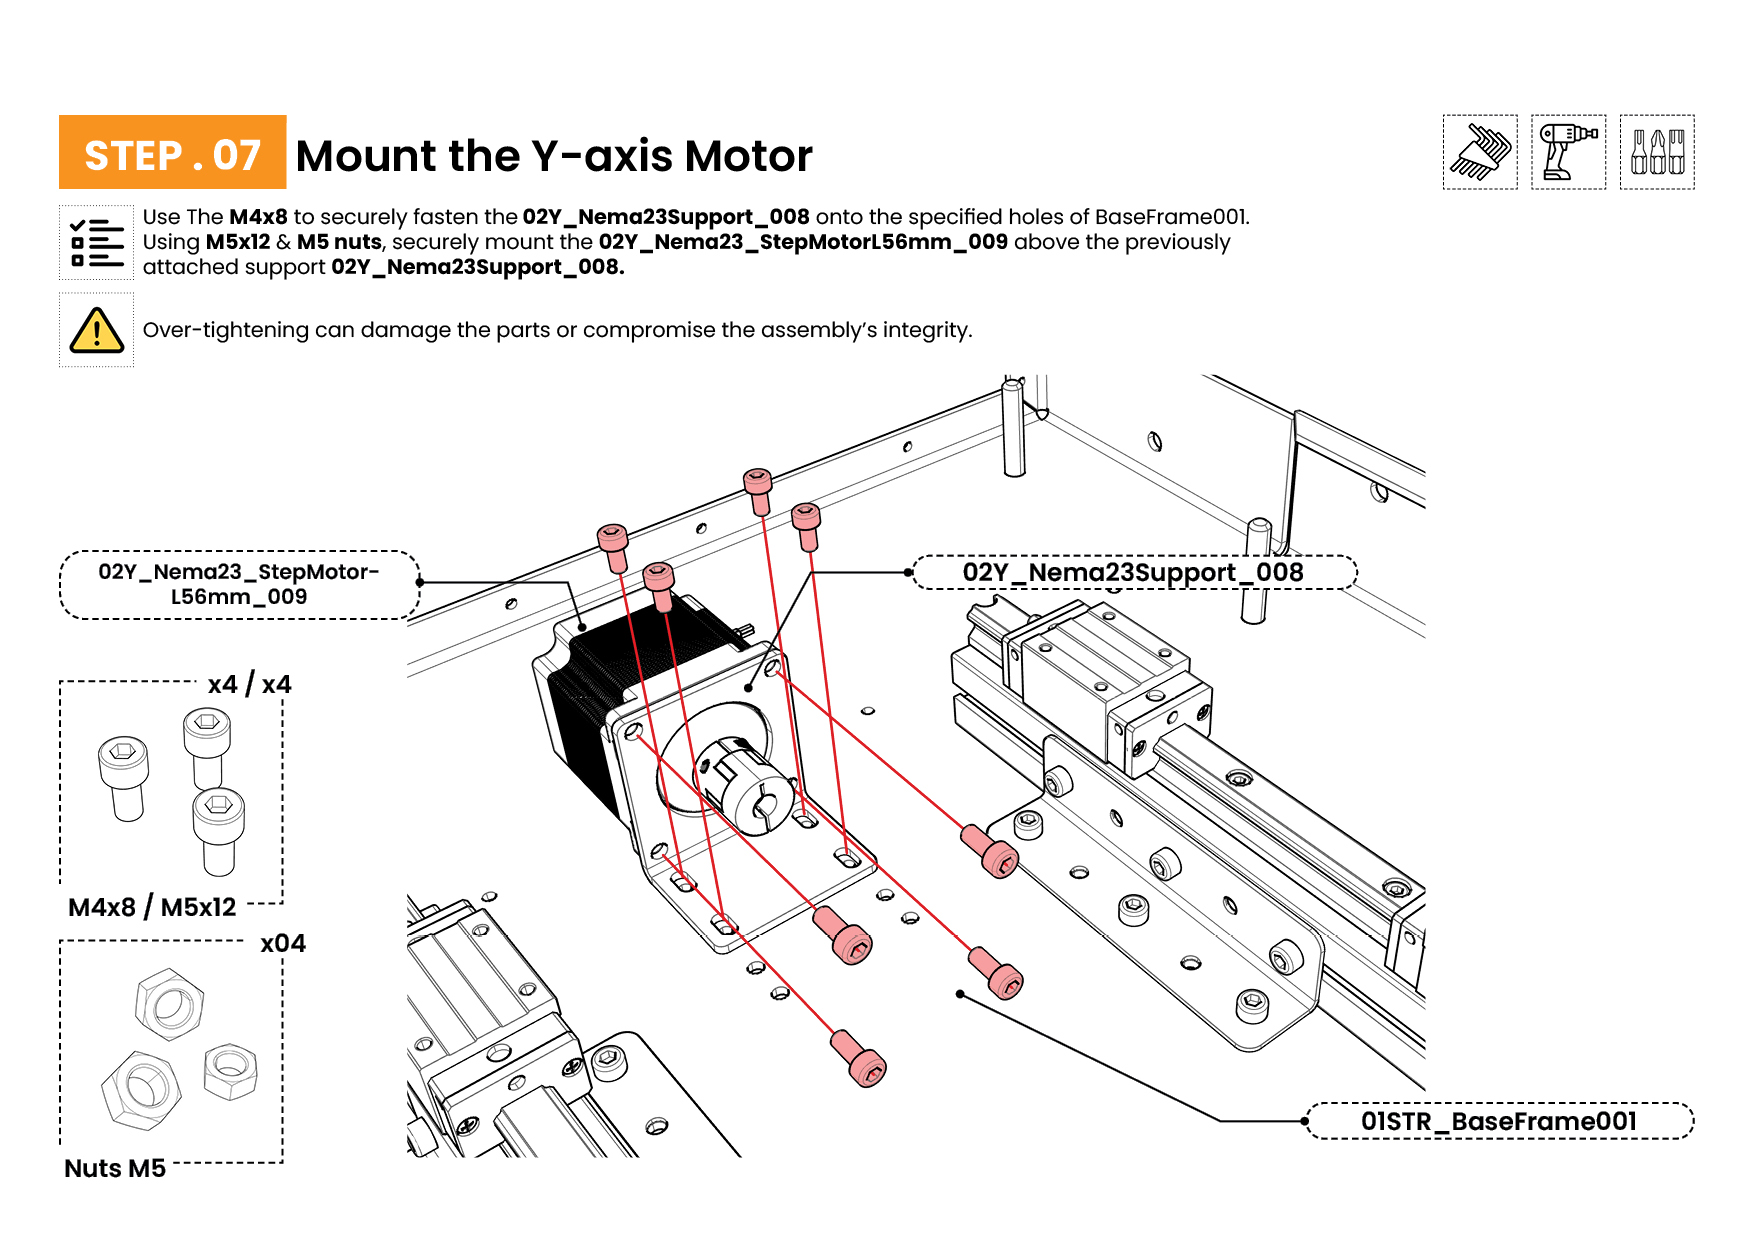 STEP . 07 Mount the Y-axis Motor
Use The M4x8 to securely fasten the 02Y_Nema23Support_008 onto the specified holes of BaseFrame001.
Using M5x12 & M5 nuts, securely mount the 02Y_Nema23_StepMotorL56mm_009 above the previously
attached support 02Y_Nema23Support_008.
Over-tightening can damage the parts or compromise the assembly's integrity.
02Y_Nema23_StepMotor-
L56mm_009
02Y_Nema23Support_008
x4 / x4
M4x8 / M5x12
x04
Nuts M5
01STR_BaseFrame001